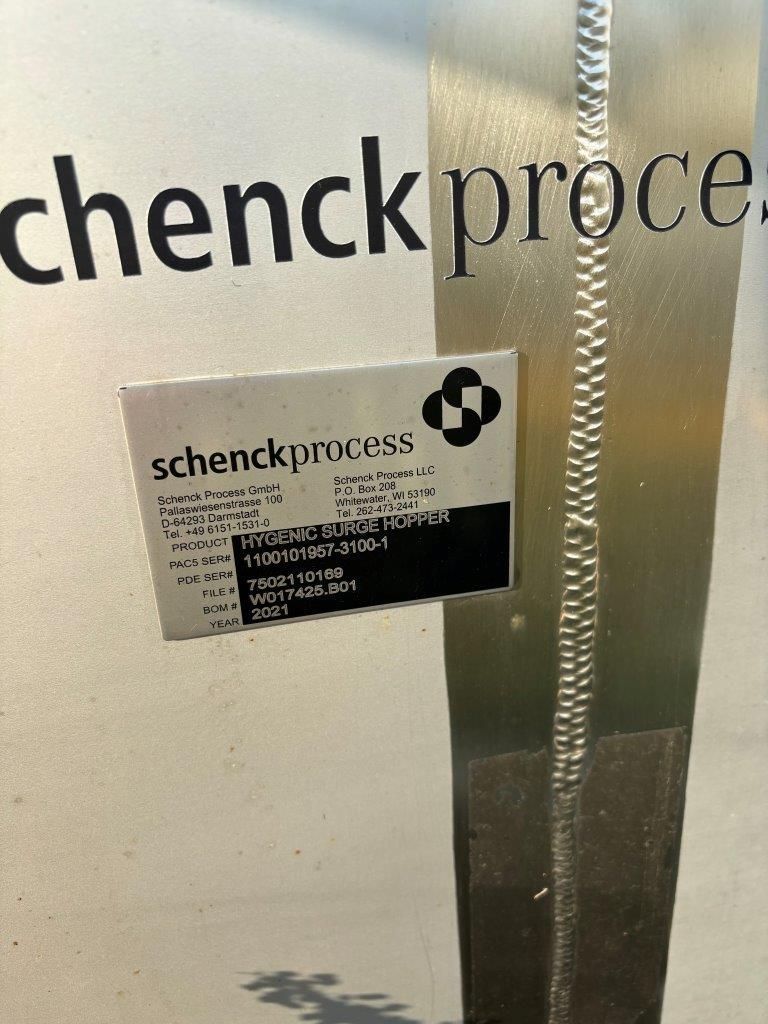 chenckproces
schenckprocess
Schenck Process GmbH
Pallaswiesenstrasse 100
D-64293 Darmstadt
Tel. +49 6151-1531-0
Schenck Process LLC
P.O. Box 208
Whitewater, WI 53190
Tel. 262-473-2441
PRODUCT HYGENIC SURGE HOPPER
PAC5 SER# 1100101957-3100-1
PDE SER#
FILE # 7502110169
BOM # W017425.B01
YEAR 2021